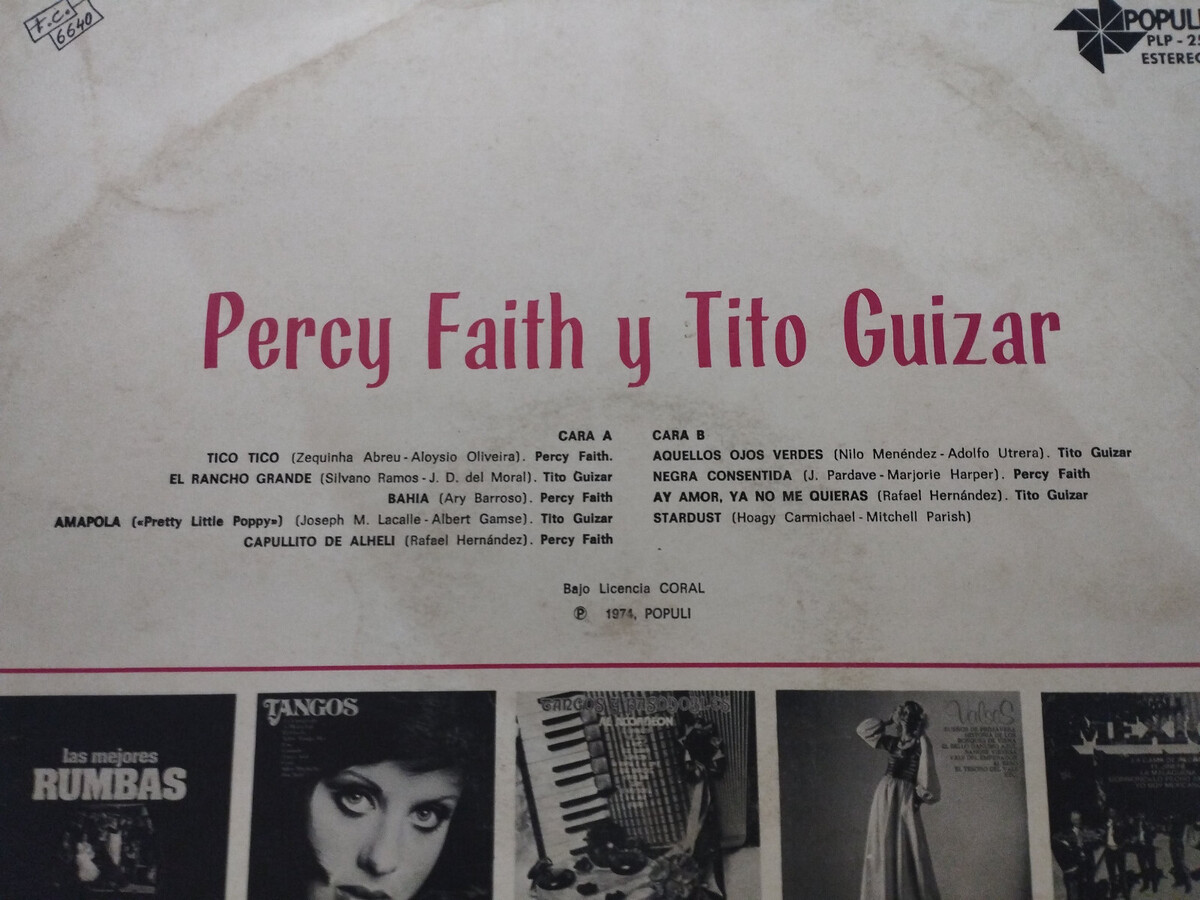 F.C.
6640
POPULI
PLP - 25
ESTEREO
Percy Faith y Tito Guizar
CARA A
TICO TICO (Zequinha Abreu - Aloysio Oliveira). Percy Faith.
EL RANCHO GRANDE (Silvano Ramos - J. D. del Moral). Tito Guizar
BAHIA (Ary Barroso). Percy Faith
AMAPOLA («Pretty Little Poppy») (Joseph M. Lacalle - Albert Gamse). Tito Guizar
CAPULLITO DE ALHELI (Rafael Hernández). Percy Faith
CARA B
AQUELLOS OJOS VERDES (Nilo Menéndez - Adolfo Utrera). Tito Guizar
NEGRA CONSENTIDA (J. Pardave - Marjorie Harper). Percy Faith
AY AMOR, YA NO ME QUIERAS (Rafael Hernández). Tito Guizar
STARDUST (Hoagy Carmichael - Mitchell Parish)
Bajo Licencia CORAL
℗ 1974, POPULI
las mejores
RUMBAS
TANGOS
TANGOS Y PASODOBLES
AL ACORDEON
Valses